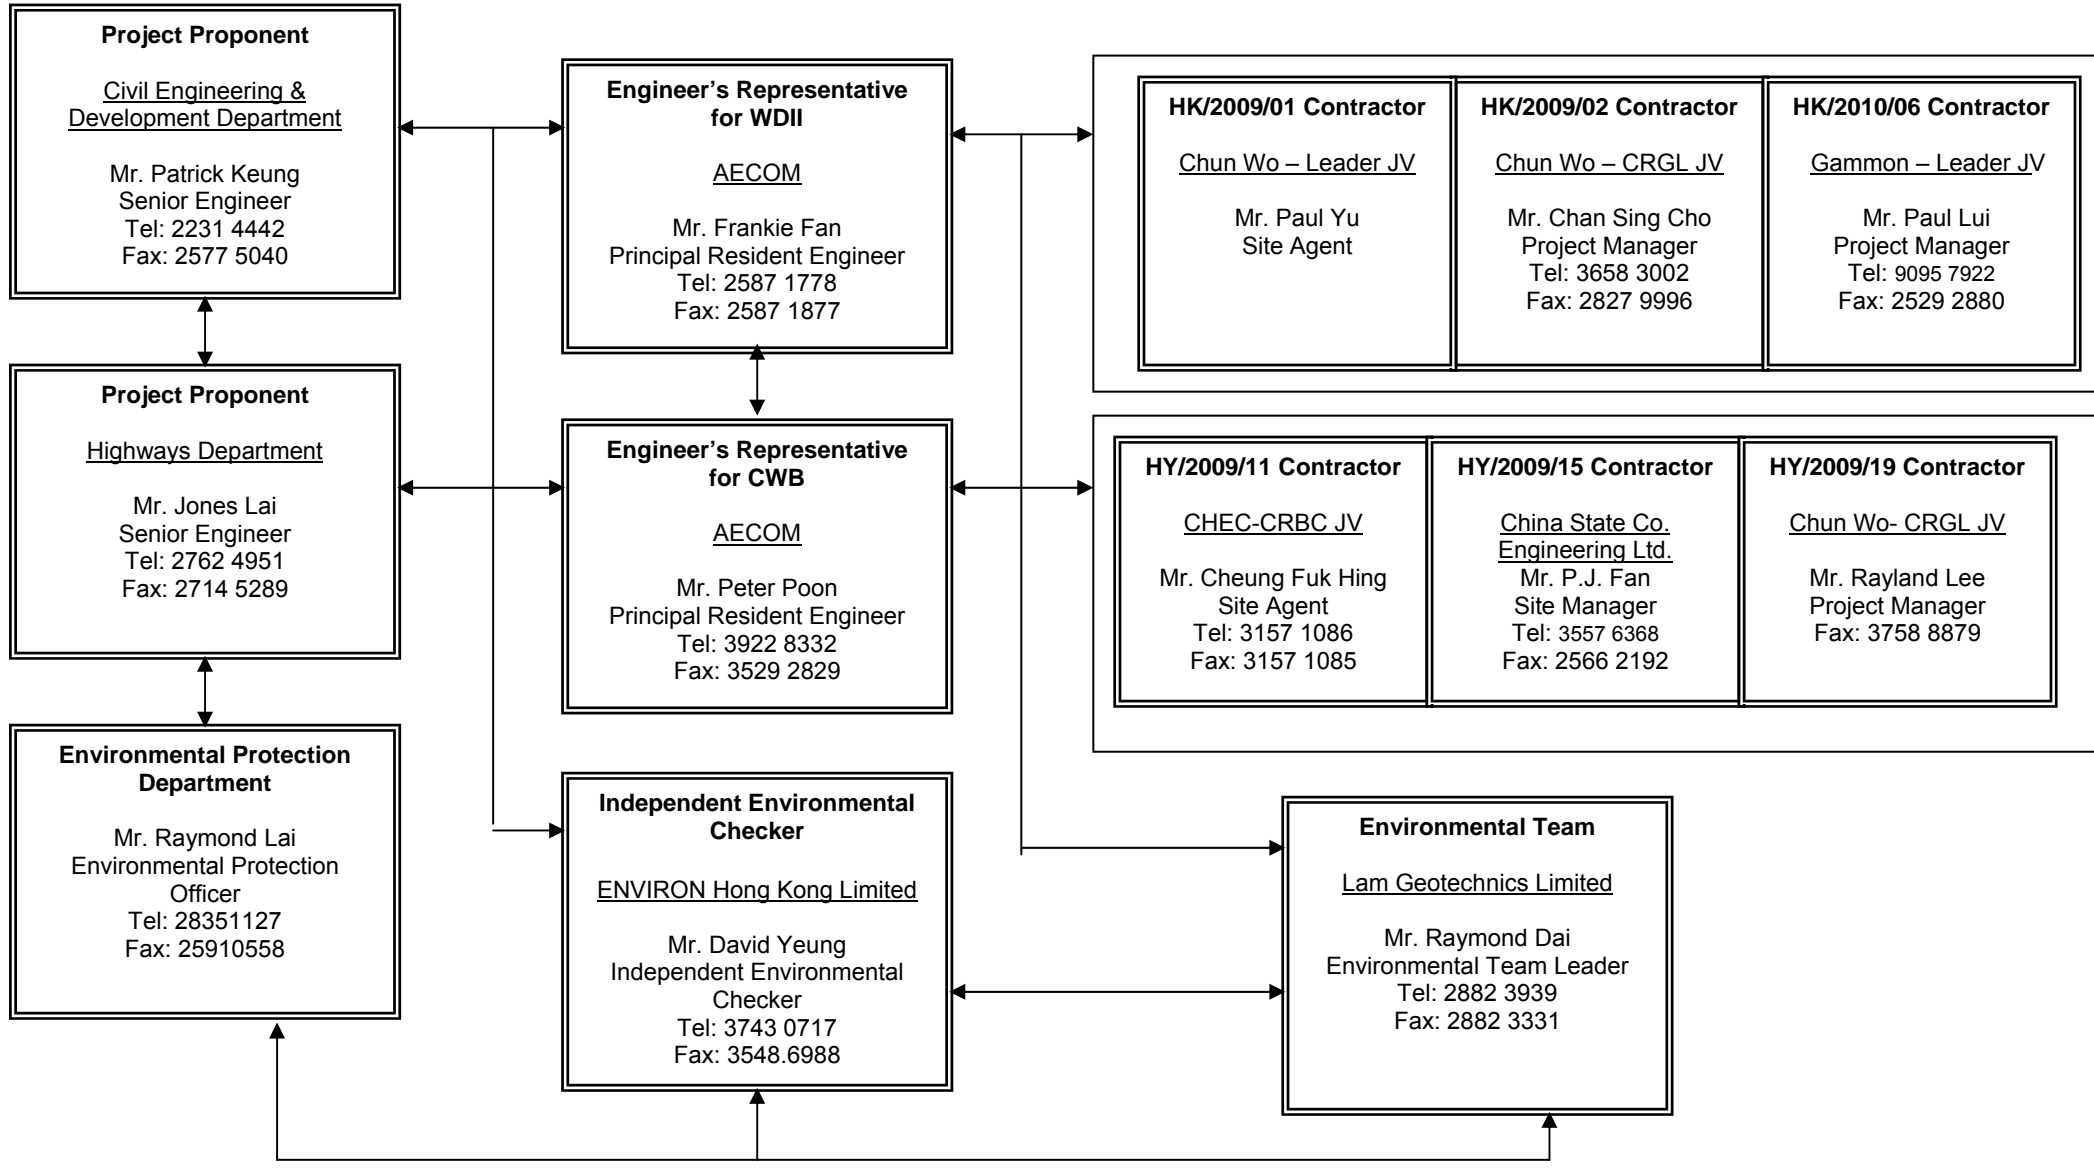 Project Proponent
Civil Engineering &
Development Department
Mr. Patrick Keung
Senior Engineer
Tel: 2231 4442
Fax: 2577 5040
Engineer's Representative
for WDII
AECOM
Mr. Frankie Fan
Principal Resident Engineer
Tel: 2587 1778
Fax: 2587 1877
HK/2009/01 Contractor
Chun Wo – Leader JV
Mr. Paul Yu
Site Agent
HK/2009/02 Contractor
Chun Wo – CRGL JV
Mr. Chan Sing Cho
Project Manager
Tel: 3658 3002
Fax: 2827 9996
HK/2010/06 Contractor
Gammon – Leader JV
Mr. Paul Lui
Project Manager
Tel: 9095 7922
Fax: 2529 2880
Project Proponent
Highways Department
Mr. Jones Lai
Senior Engineer
Tel: 2762 4951
Fax: 2714 5289
Engineer's Representative
for CWB
AECOM
Mr. Peter Poon
Principal Resident Engineer
Tel: 3922 8332
Fax: 3529 2829
HY/2009/11 Contractor
CHEC-CRBC JV
Mr. Cheung Fuk Hing
Site Agent
Tel: 3157 1086
Fax: 3157 1085
HY/2009/15 Contractor
China State Co.
Engineering Ltd.
Mr. P.J. Fan
Site Manager
Tel: 3557 6368
Fax: 2566 2192
HY/2009/19 Contractor
Chun Wo- CRGL JV
Mr. Rayland Lee
Project Manager
Fax: 3758 8879
Environmental Protection
Department
Mr. Raymond Lai
Environmental Protection
Officer
Tel: 28351127
Fax: 25910558
Independent Environmental
Checker
ENVIRON Hong Kong Limited
Mr. David Yeung
Independent Environmental
Checker
Tel: 3743 0717
Fax: 3548.6988
Environmental Team
Lam Geotechnics Limited
Mr. Raymond Dai
Environmental Team Leader
Tel: 2882 3939
Fax: 2882 3331